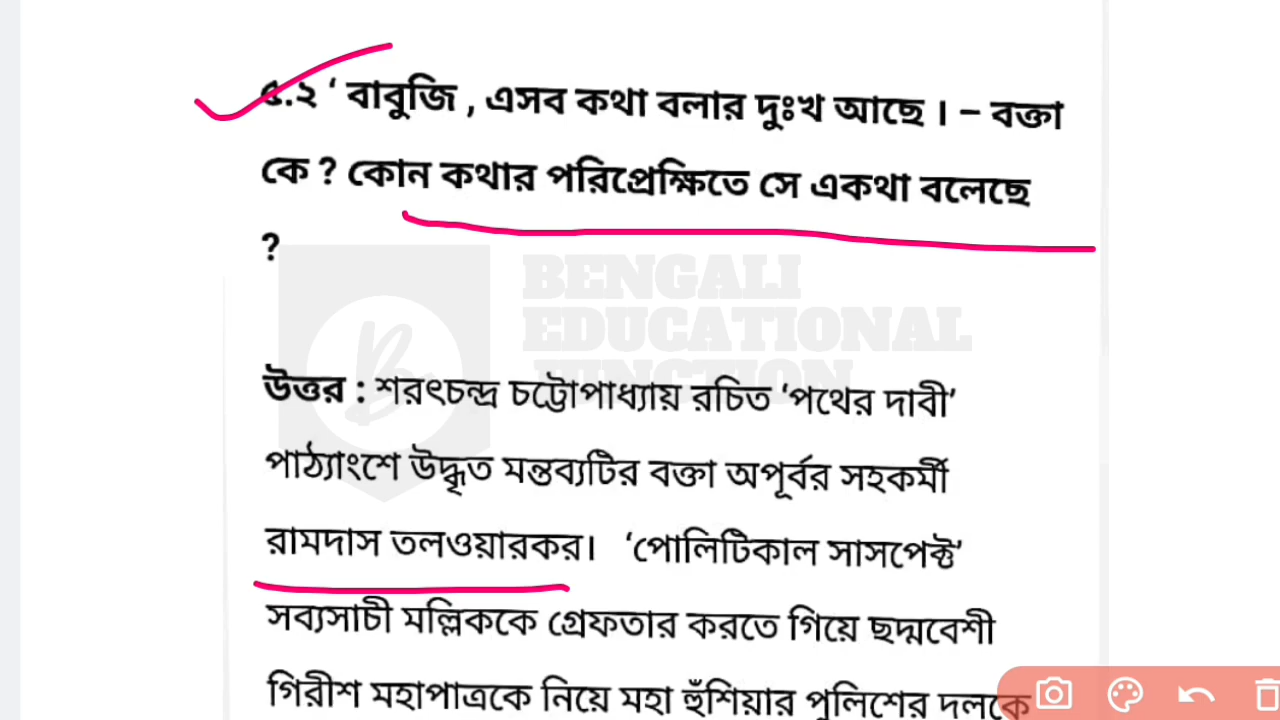 ৫.২ ‘ বাবুজি , এসব কথা বলার দুঃখ আছে । – বক্তা
কে ? কোন কথার পরিপ্রেক্ষিতে সে একথা বলেছে
?
BENGALI
EDUCATIONAL
JUNCTION
উত্তর : শরৎচন্দ্র চট্টোপাধ্যায় রচিত ‘পথের দাবী’
পাঠ্যাংশে উদ্ধৃত মন্তব্যটির বক্তা অপূর্বর সহকর্মী
রামদাস তলওয়ারকর। ‘পোলিটিকাল সাসপেক্ট’
সব্যসাচী মল্লিককে গ্রেফতার করতে গিয়ে ছদ্মবেশী
গিরীশ মহাপাত্রকে নিয়ে মহা হুঁশিয়ার পুলিশের দলকে